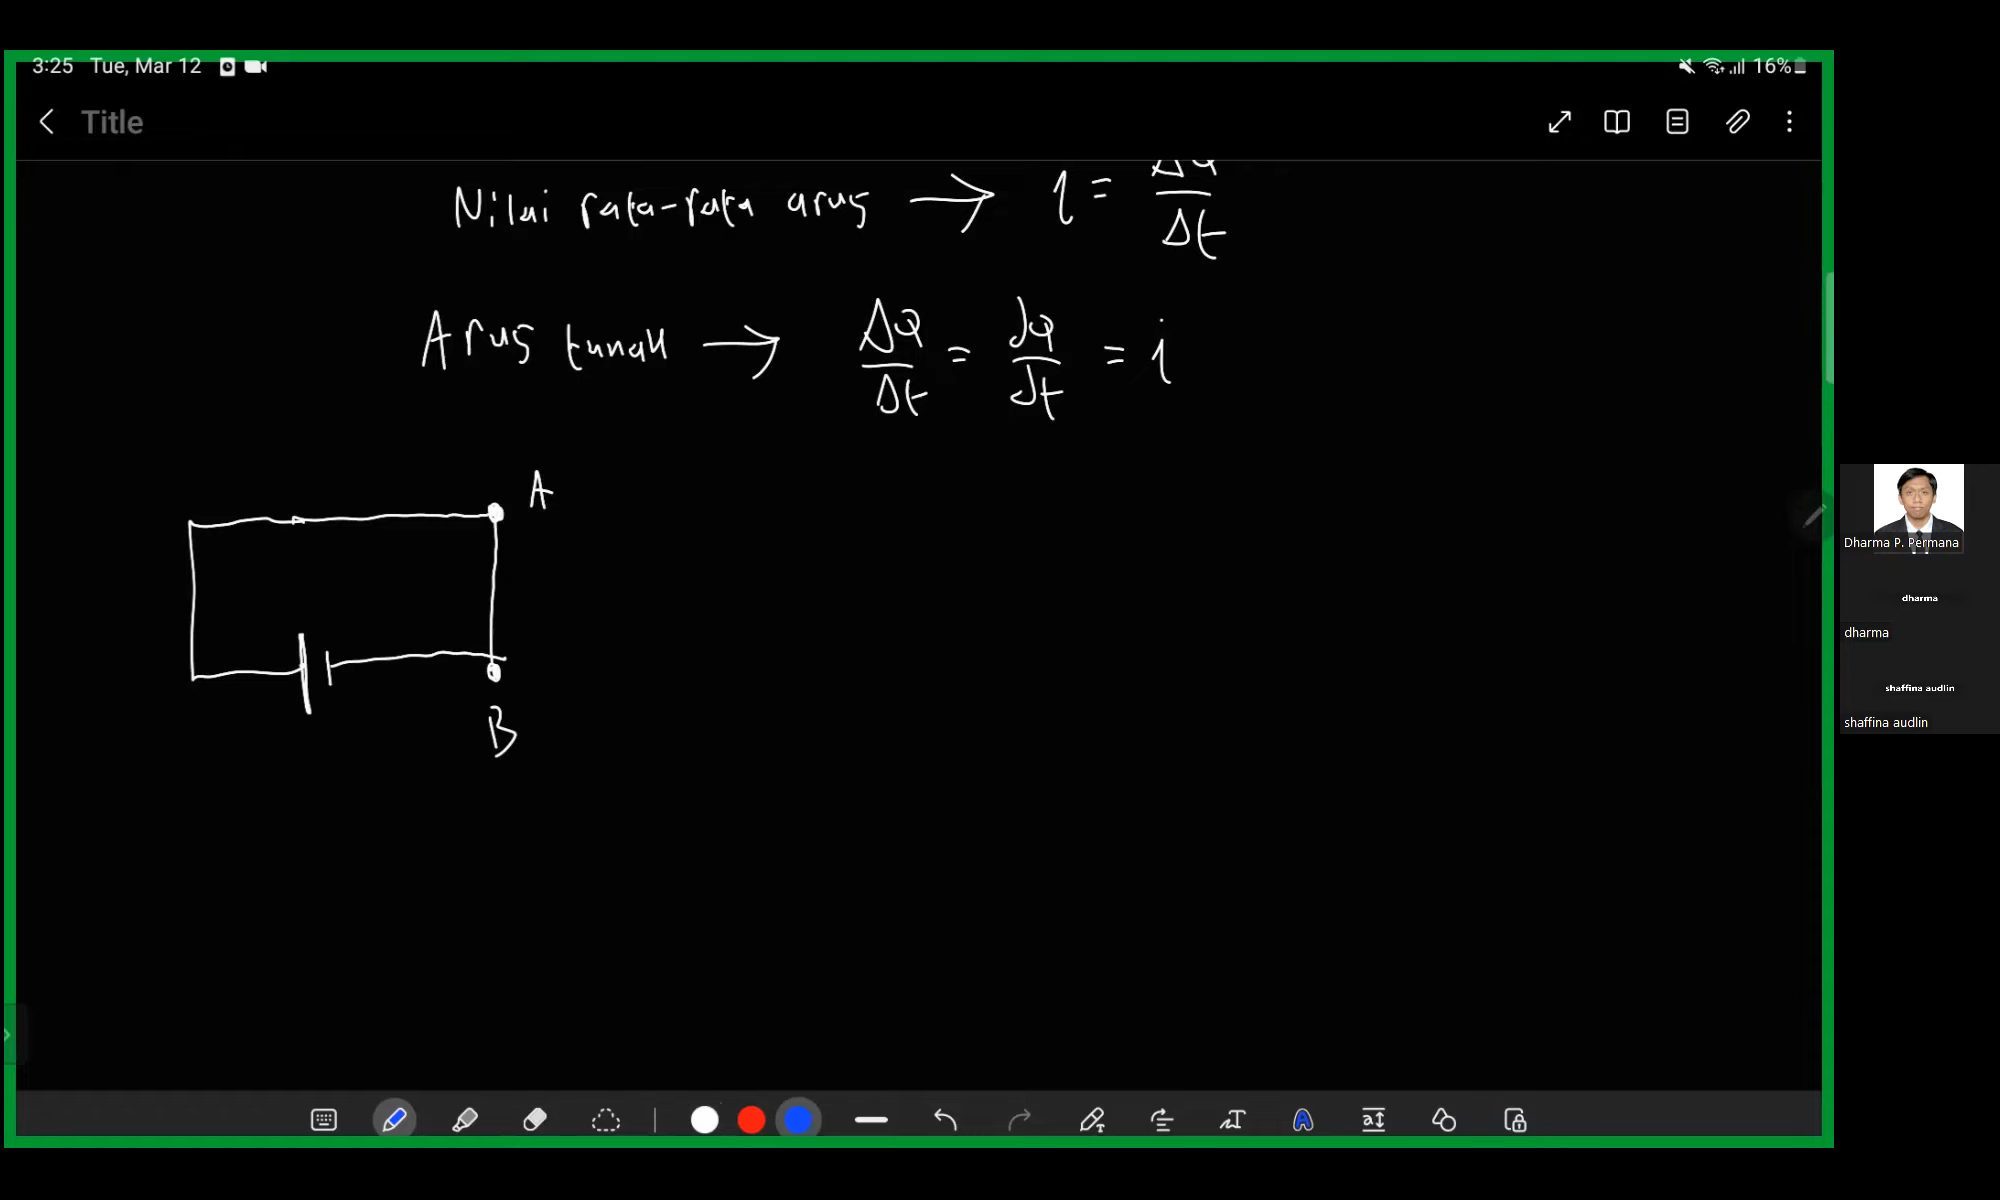 3:25 Tue, Mar 12 16%
Title
Nilai rata-rata arus → i = ΔQ/Δt
Arus tunak → ΔQ/Δt = dQ/dt = i
A
B
Dharma P. Permana
dharma
dharma
shaffina audlin
shaffina audlin